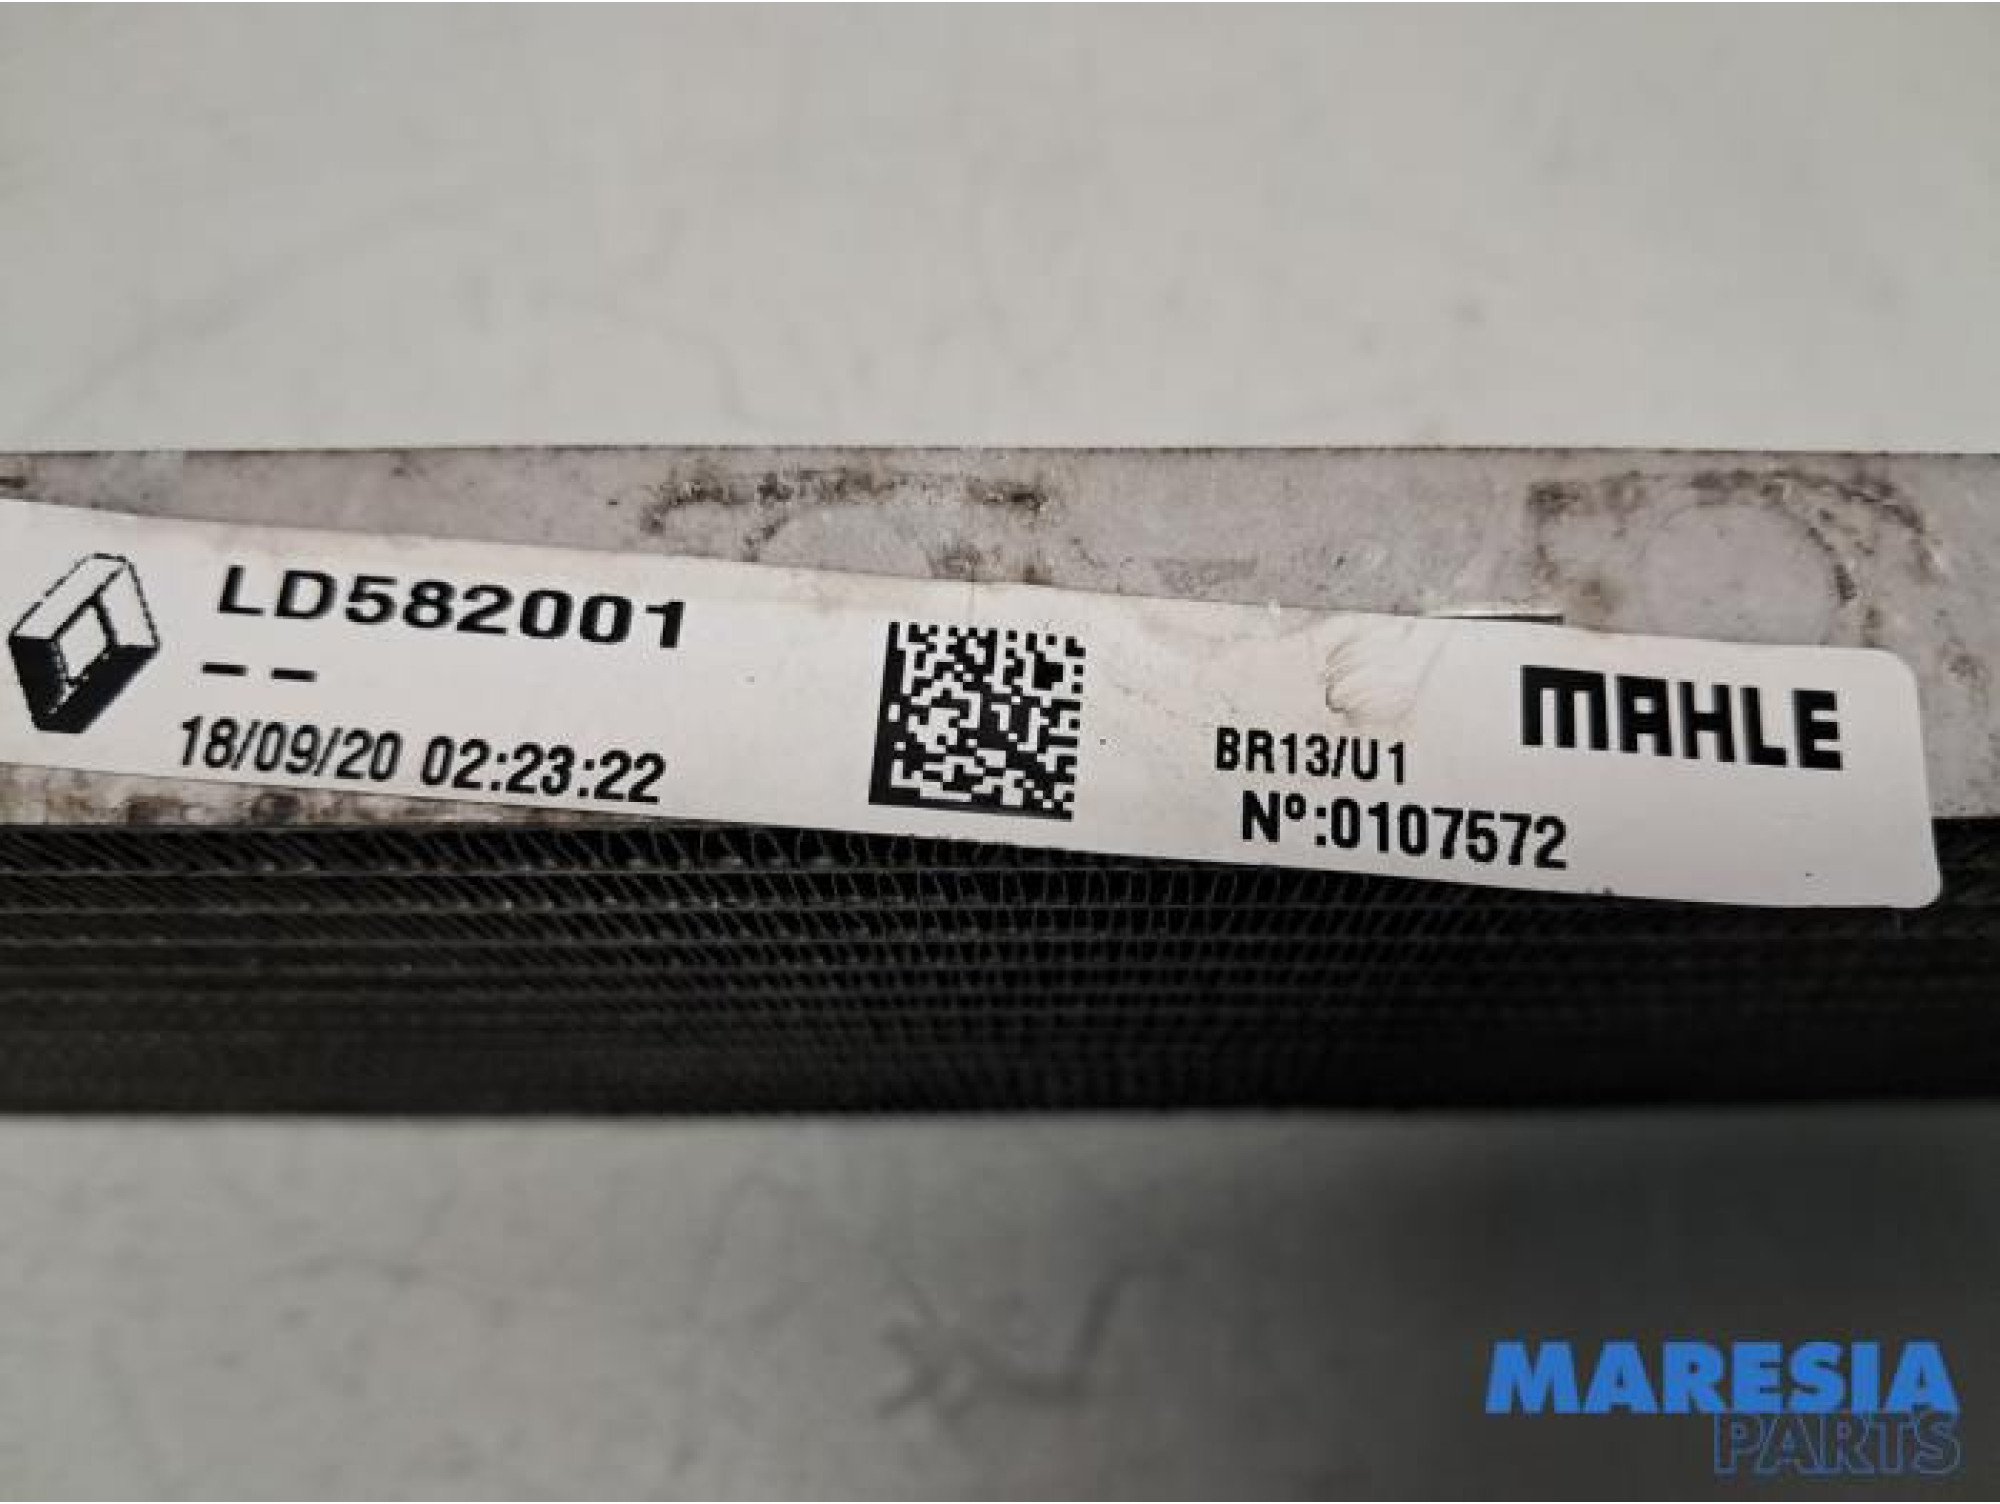 LD582001
– –
18/09/20 02:23:22
BR13/U1
Nº:0107572
MAHLE
MARESIA
PARTS